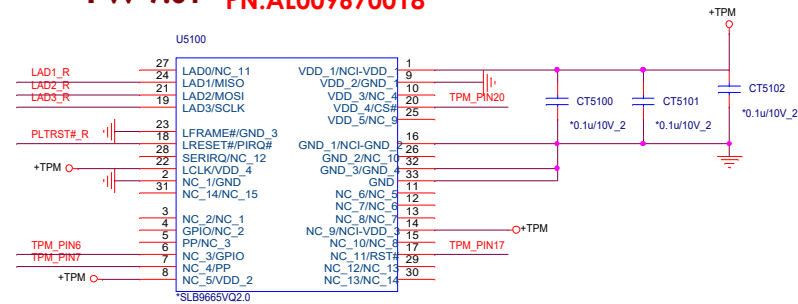 PN:AL009670018
+TPM
U5100
27 LAD0/NC_11 VDD_1/NCI-VDD_1 1
LAD1_R 24 LAD1/MISO VDD_2/GND_1 9
LAD2_R 21 LAD2/MOSI VDD_3/NC_4 10
LAD3_R 19 LAD3/SCLK VDD_4/CS# 20 TPM_PIN20
VDD_5/NC_9 25
CT5100 CT5101 CT5102
*0.1u/10V_2 *0.1u/10V_2 *0.1u/10V_2
23 LFRAME#/GND_3
PLTRST#_R 18 LRESET#/PIRQ# GND_1/NCI-GND_2 16
28 SERIRQ/NC_12 GND_2/NC_10 26
+TPM 22 LCLK/VDD_4 GND_3/GND_4 32
2 NC_1/GND GND 33
31 NC_14/NC_15 NC_6/NC_5 11
NC_7/NC_6 12
3 NC_2/NC_1 NC_8/NC_7 13
4 GPIO/NC_2 NC_9/NCI-VDD_3 14 +TPM
5 PP/NC_3 NC_10/NC_8 15
TPM_PIN6 6 NC_3/GPIO NC_11/RST# 17 TPM_PIN17
TPM_PIN7 7 NC_4/PP NC_12/NC_13 29
+TPM 8 NC_5/VDD_2 NC_13/NC_14 30
*SLB9665VQ2.0